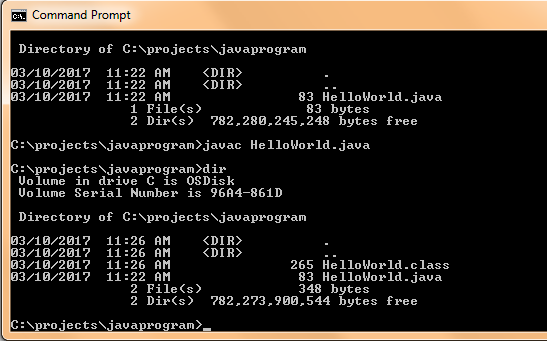 Command Prompt
Directory of C:\projects\javaprogram
03/10/2017  11:22 AM    <DIR>          .
03/10/2017  11:22 AM    <DIR>          ..
03/10/2017  11:22 AM                83 HelloWorld.java
1 File(s)             83 bytes
2 Dir(s)  782,280,245,248 bytes free
C:\projects\javaprogram>javac HelloWorld.java
C:\projects\javaprogram>dir
Volume in drive C is OSDisk
Volume Serial Number is 96A4-861D
Directory of C:\projects\javaprogram
03/10/2017  11:26 AM    <DIR>          .
03/10/2017  11:26 AM    <DIR>          ..
03/10/2017  11:26 AM               265 HelloWorld.class
03/10/2017  11:22 AM                83 HelloWorld.java
2 File(s)            348 bytes
2 Dir(s)  782,273,900,544 bytes free
C:\projects\javaprogram>_